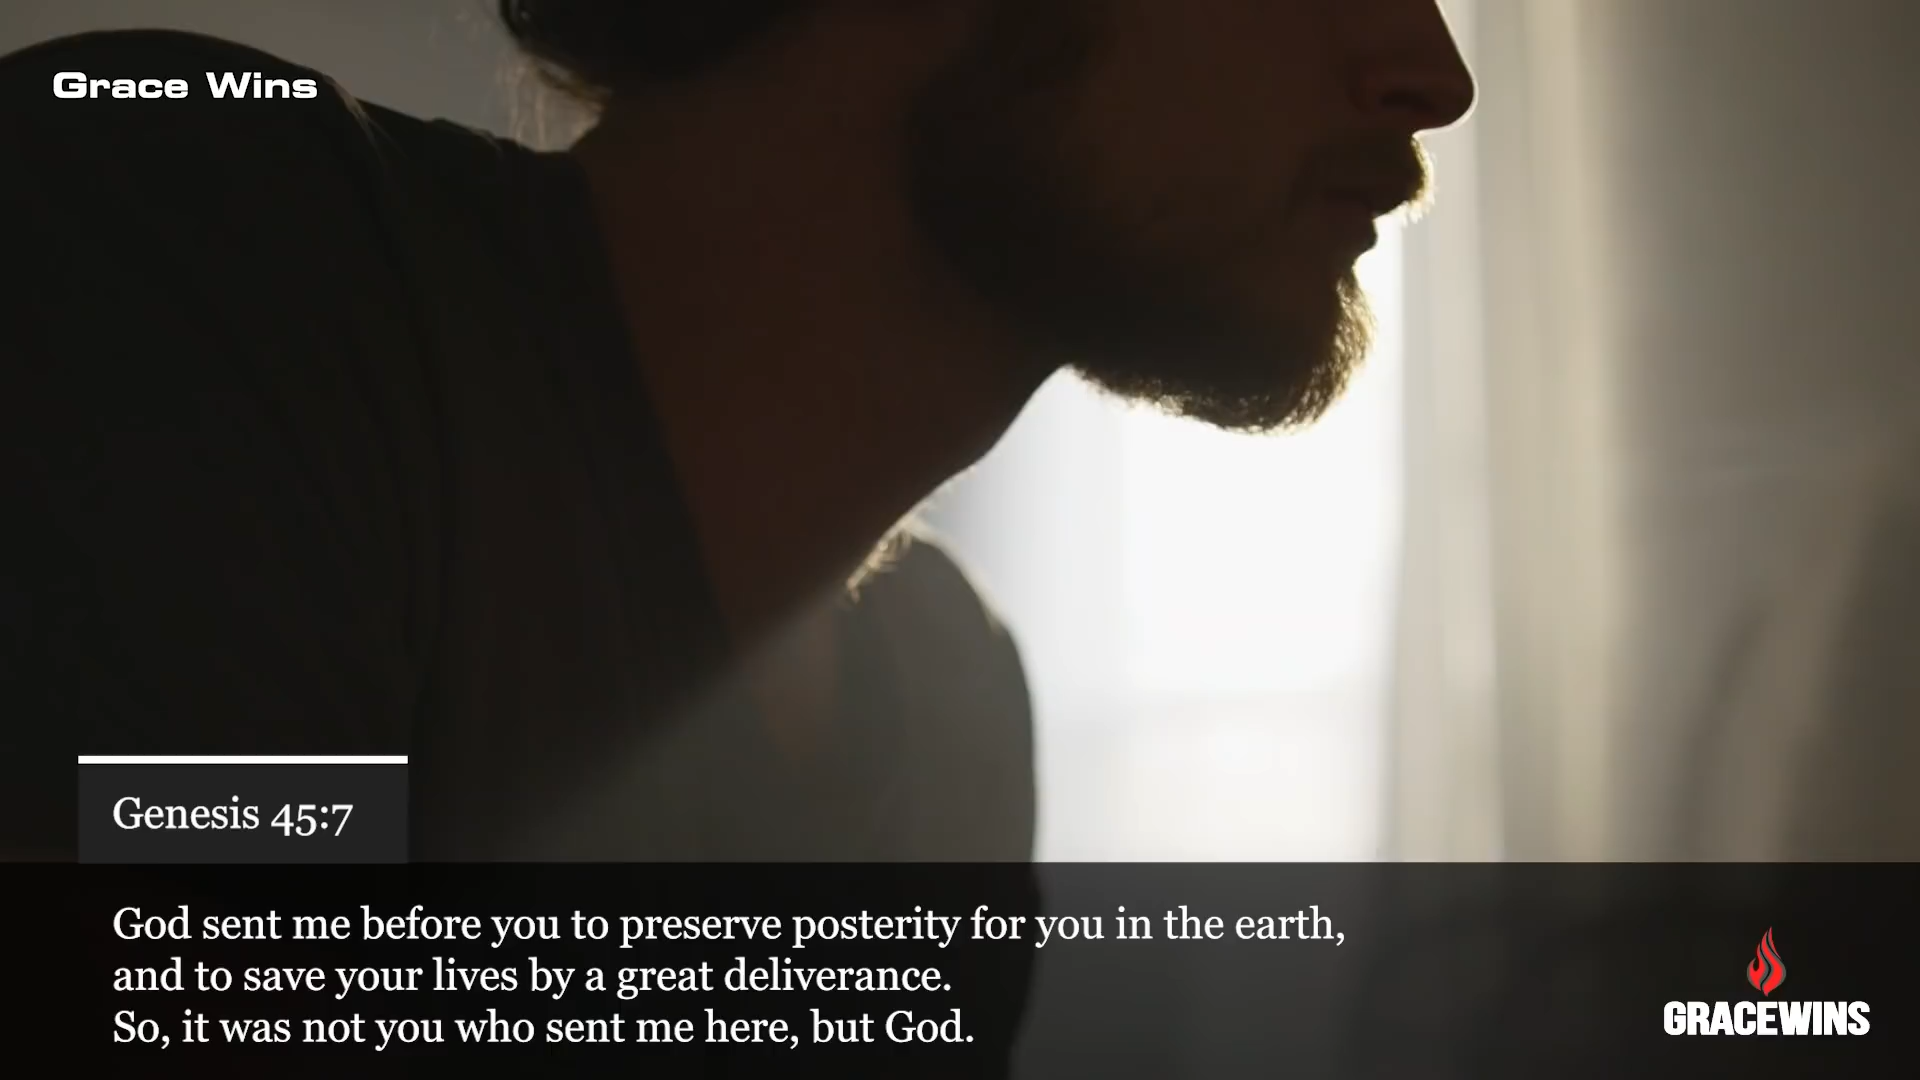 Grace Wins
Genesis 45:7
God sent me before you to preserve posterity for you in the earth,
and to save your lives by a great deliverance.
So, it was not you who sent me here, but God.
GRACEWINS